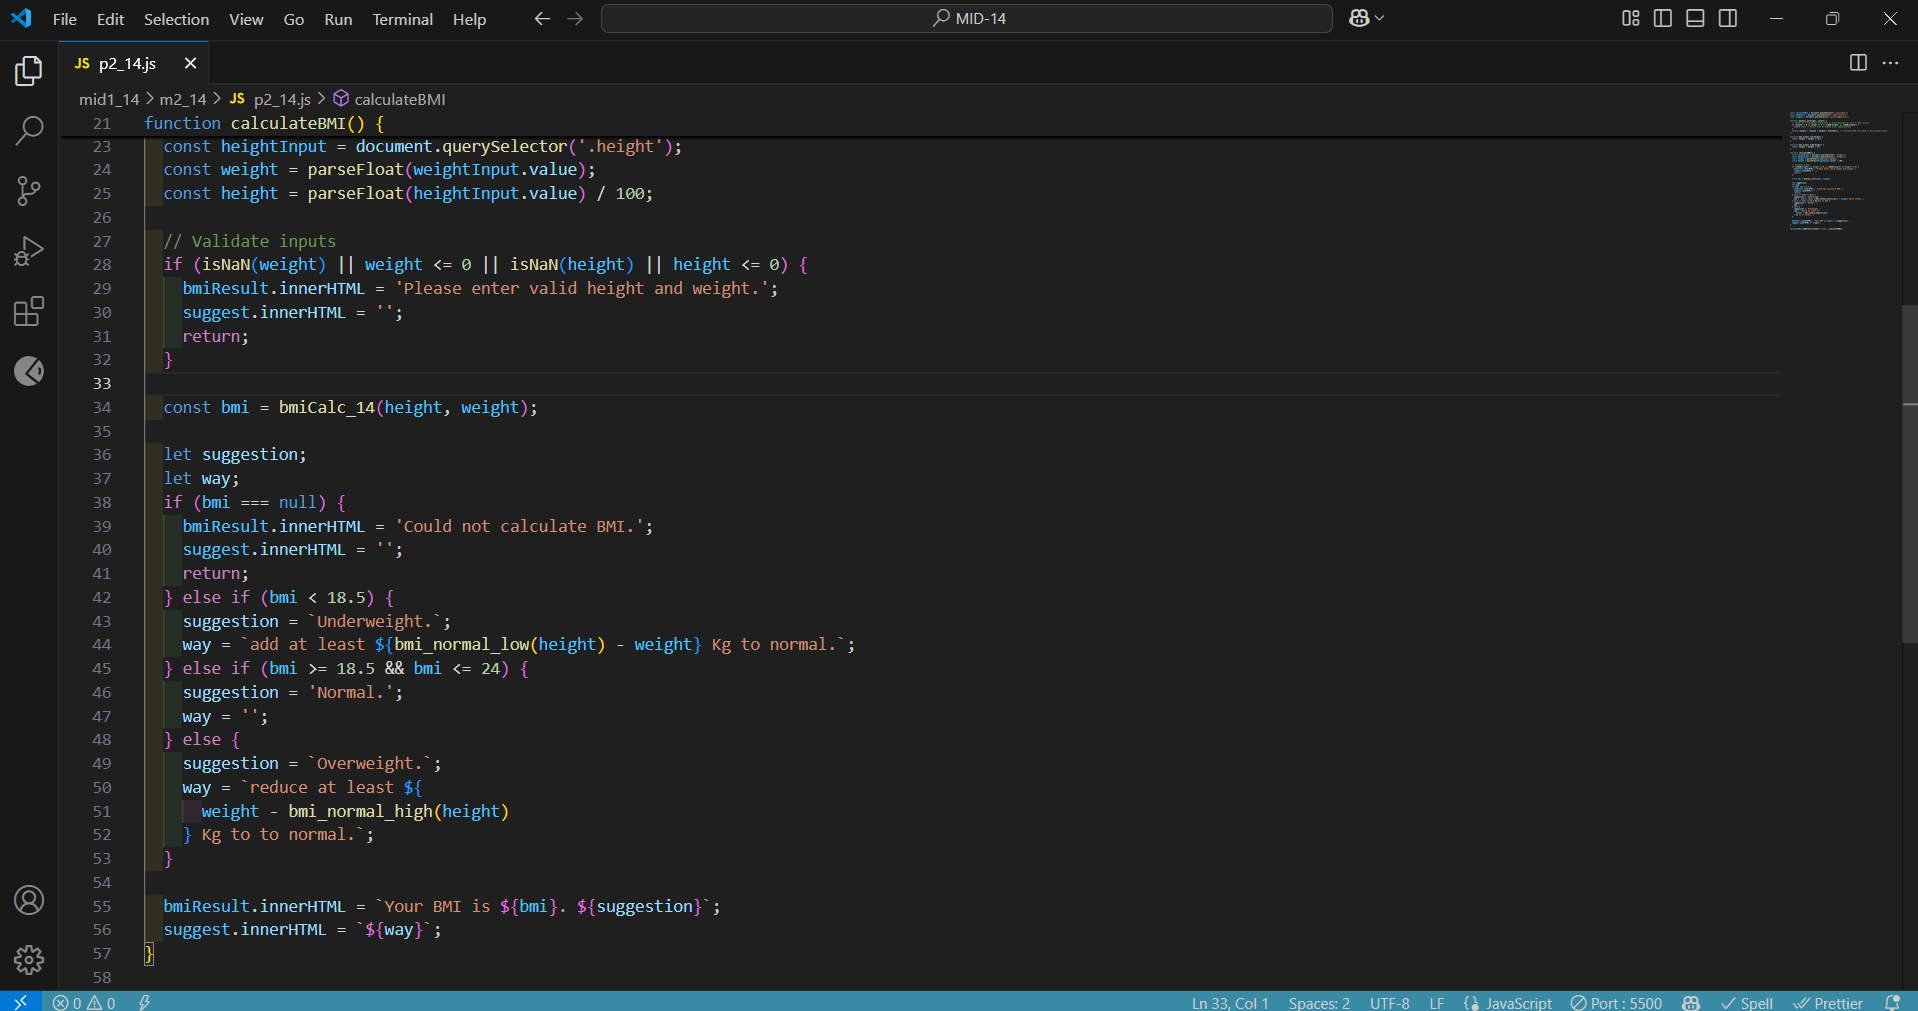 File Edit Selection View Go Run Terminal Help MID-14
JS p2_14.js
mid1_14 > m2_14 > JS p2_14.js > calculateBMI
21 function calculateBMI() {
23 const heightInput = document.querySelector('.height');
24 const weight = parseFloat(weightInput.value);
25 const height = parseFloat(heightInput.value) / 100;
26
27 // Validate inputs
28 if (isNaN(weight) || weight <= 0 || isNaN(height) || height <= 0) {
29 bmiResult.innerHTML = 'Please enter valid height and weight.';
30 suggest.innerHTML = '';
31 return;
32 }
33
34 const bmi = bmiCalc_14(height, weight);
35
36 let suggestion;
37 let way;
38 if (bmi === null) {
39 bmiResult.innerHTML = 'Could not calculate BMI.';
40 suggest.innerHTML = '';
41 return;
42 } else if (bmi < 18.5) {
43 suggestion = `Underweight.`;
44 way = `add at least ${bmi_normal_low(height) - weight} Kg to normal.`;
45 } else if (bmi >= 18.5 && bmi <= 24) {
46 suggestion = 'Normal.';
47 way = '';
48 } else {
49 suggestion = `Overweight.`;
50 way = `reduce at least ${
51 weight - bmi_normal_high(height)
52 } Kg to to normal.`;
53 }
54
55 bmiResult.innerHTML = `Your BMI is ${bmi}. ${suggestion}`;
56 suggest.innerHTML = `${way}`;
57 }
58
0 0 Ln 33, Col 1 Spaces: 2 UTF-8 LF {} JavaScript Port : 5500 Spell Prettier